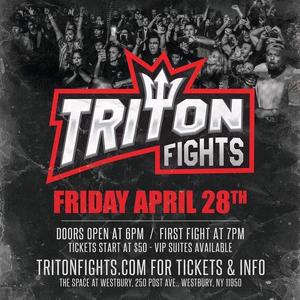 TRITON
FIGHTS
FRIDAY APRIL 28TH
DOORS OPEN AT 6PM / FIRST FIGHT AT 7PM
TICKETS START AT $50 - VIP SUITES AVAILABLE
TRITONFIGHTS.COM FOR TICKETS & INFO
THE SPACE AT WESTBURY, 250 POST AVE., WESTBURY, NY 11850